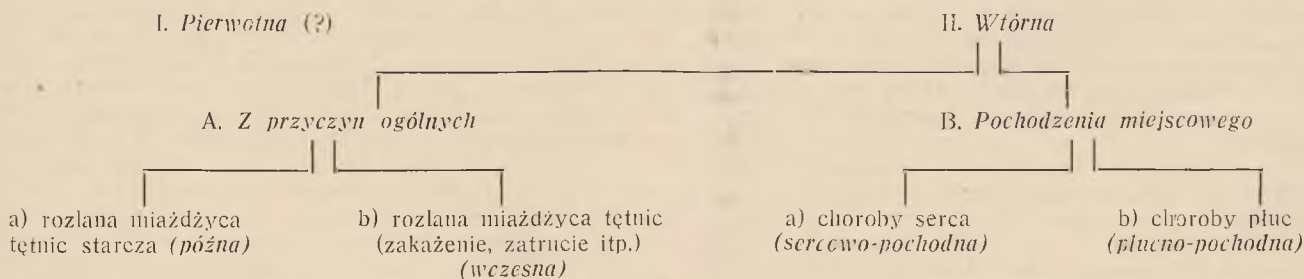 I. Pierwotna (?)
II. Wtórna
A. Z przyczyn ogólnych
B. Pochodzenia miejscowego
a) rozlana miażdżyca
tętnic starcza (późna)
b) rozlana miażdżyca tętnic
(zakażenie, zatrucie itp.)
(wczesna)
a) choroby serca
(sercowo-pochodna)
b) choroby płuc
(płucno-pochodna)